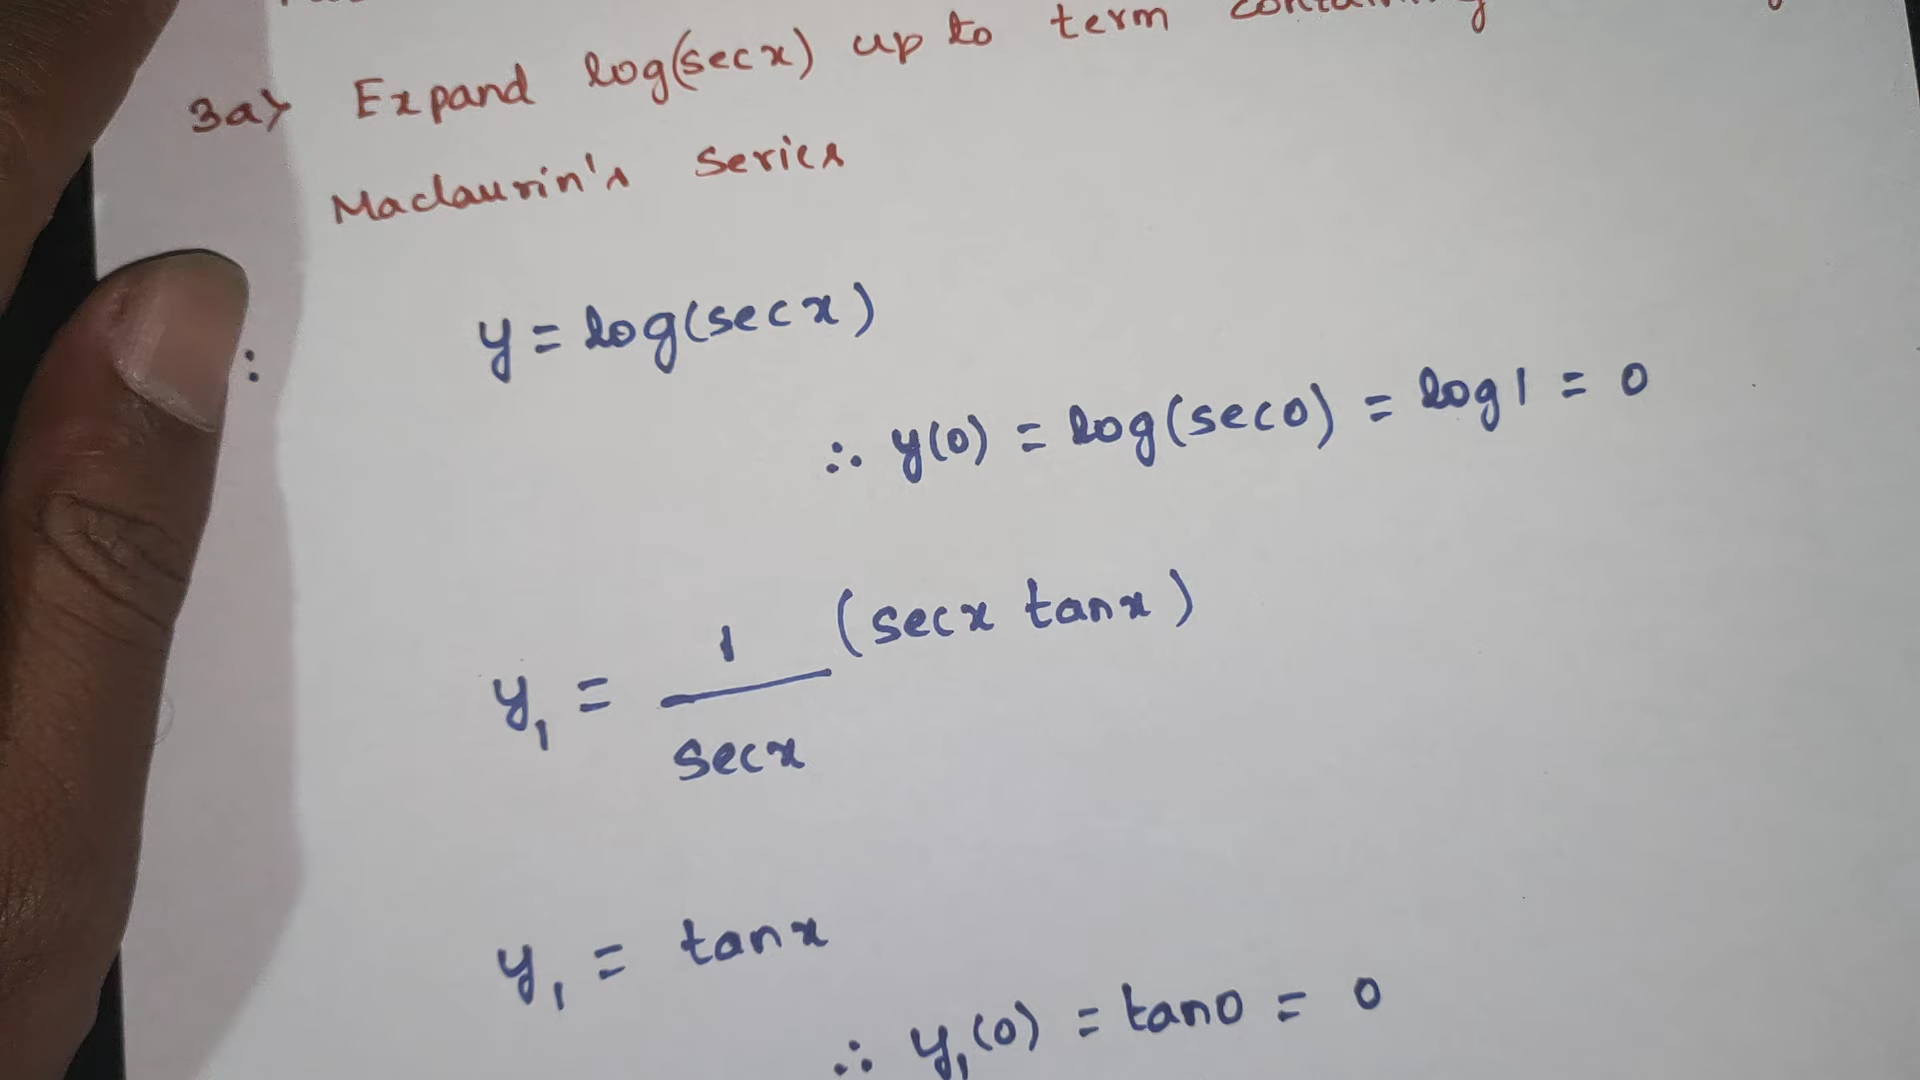 3a> Expand log(secx) up to term containing
Maclaurin's series
:
y = log(secx)
∴ y(0) = log(sec0) = log1 = 0
y₁ = 1/secx (secx tanx)
y₁ = tanx
∴ y₁(0) = tan0 = 0